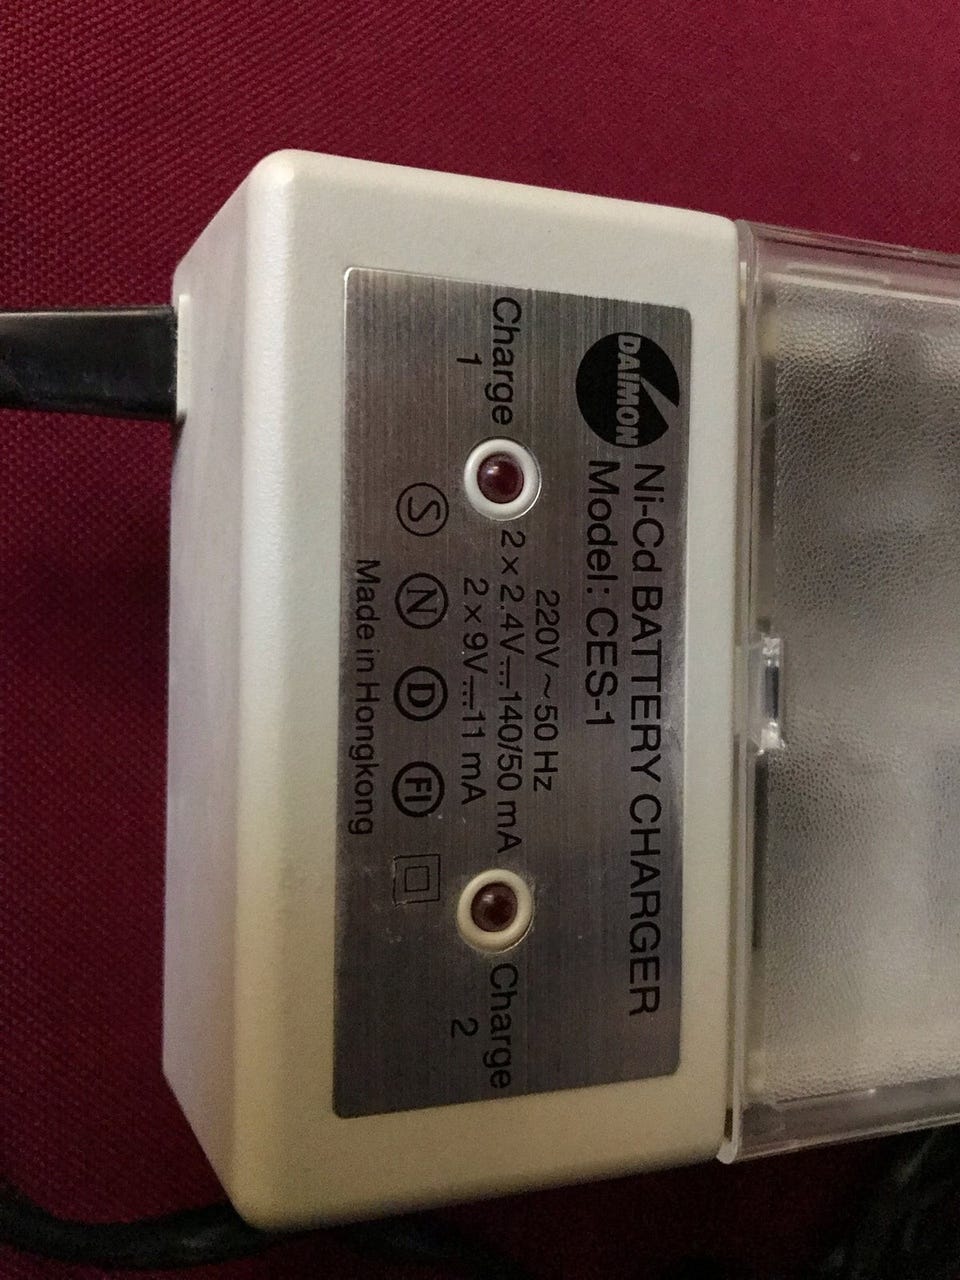 DAIMON
Ni-Cd BATTERY CHARGER
Model: CES-1
220V~50 Hz
Charge 1
2 x 2.4V⎓140/50 mA
2 x 9V⎓11 mA
Charge 2
S N D FI
Made in Hongkong